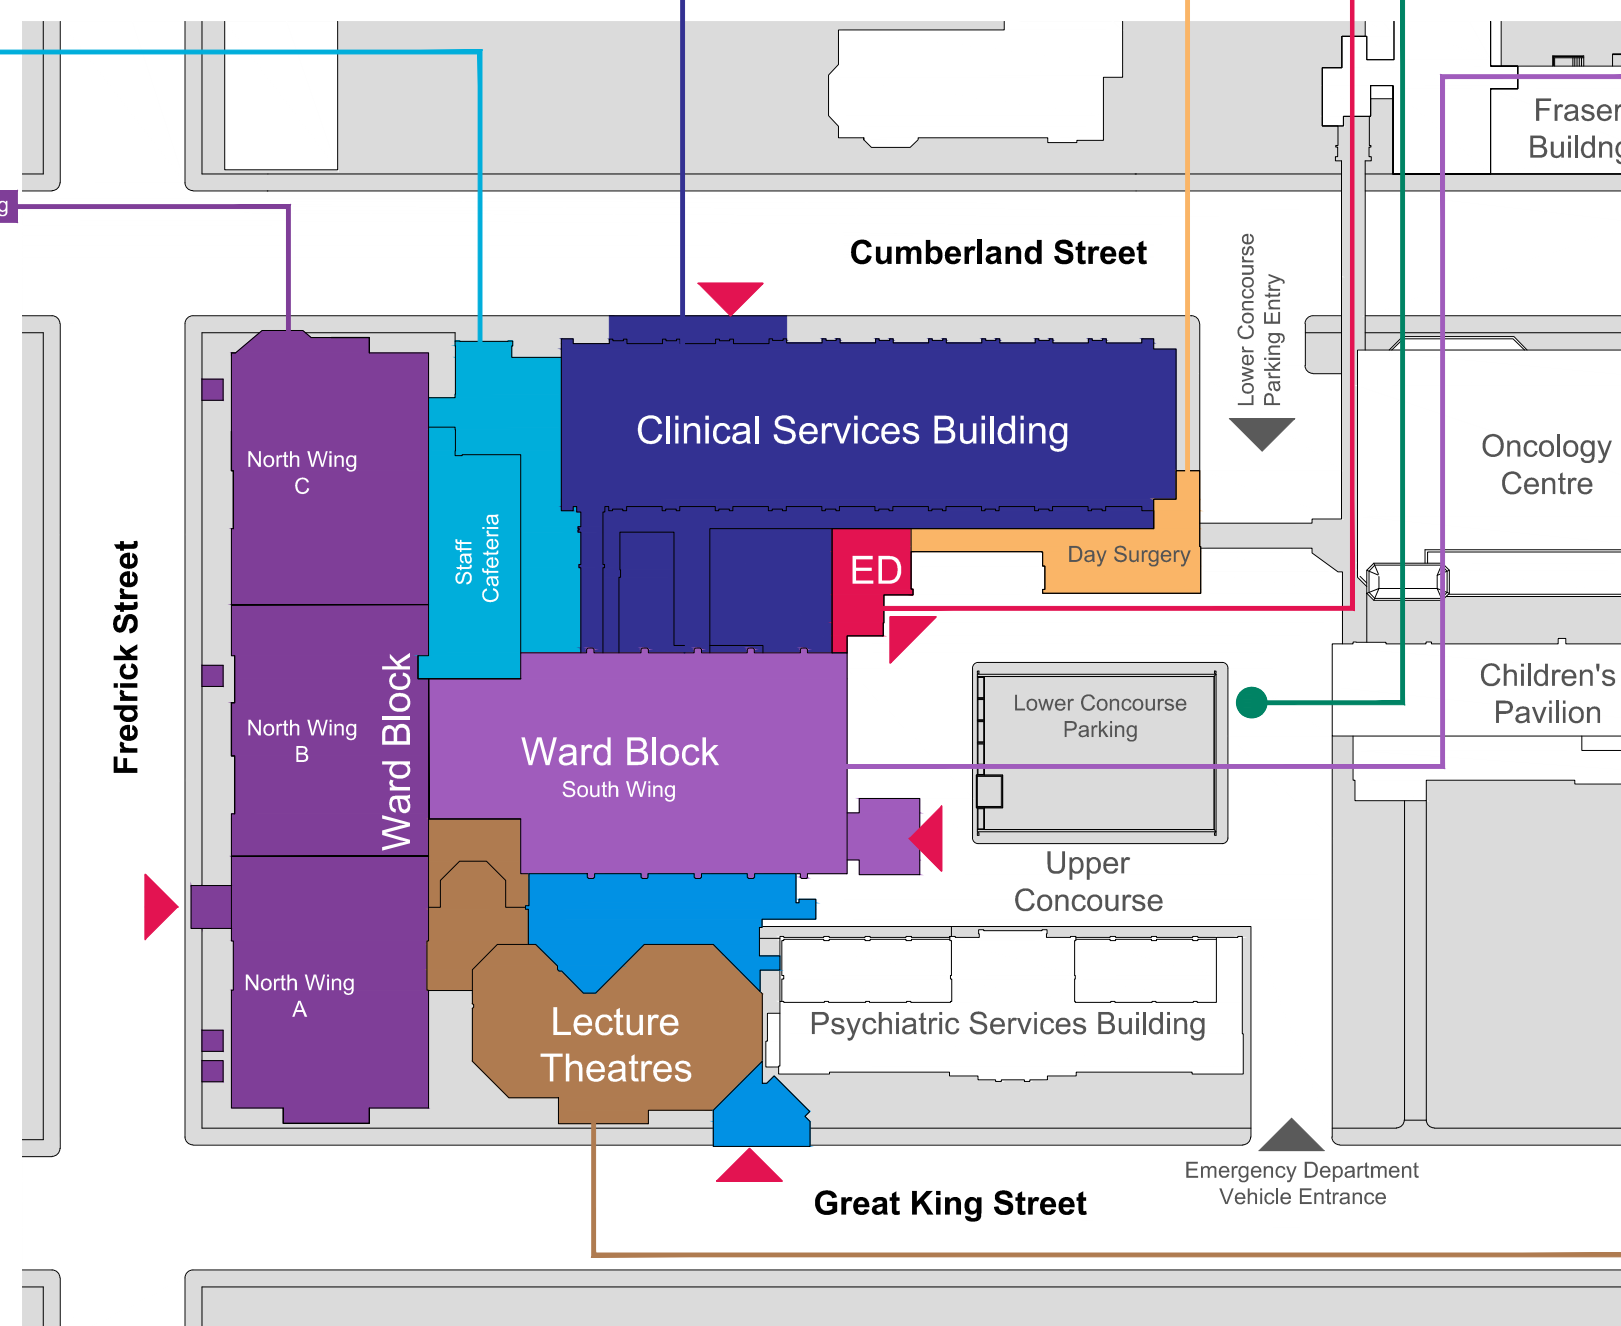 Fraser
Buildng
g
Cumberland Street
Lower Concourse
Parking Entry
Clinical Services Building
Oncology
Centre
North Wing
C
Staff
Cafeteria
ED
Day Surgery
Fredrick Street
Ward Block
North Wing
B
Ward Block
South Wing
Lower Concourse
Parking
Children's
Pavilion
Upper
Concourse
North Wing
A
Lecture
Theatres
Psychiatric Services Building
Emergency Department
Vehicle Entrance
Great King Street